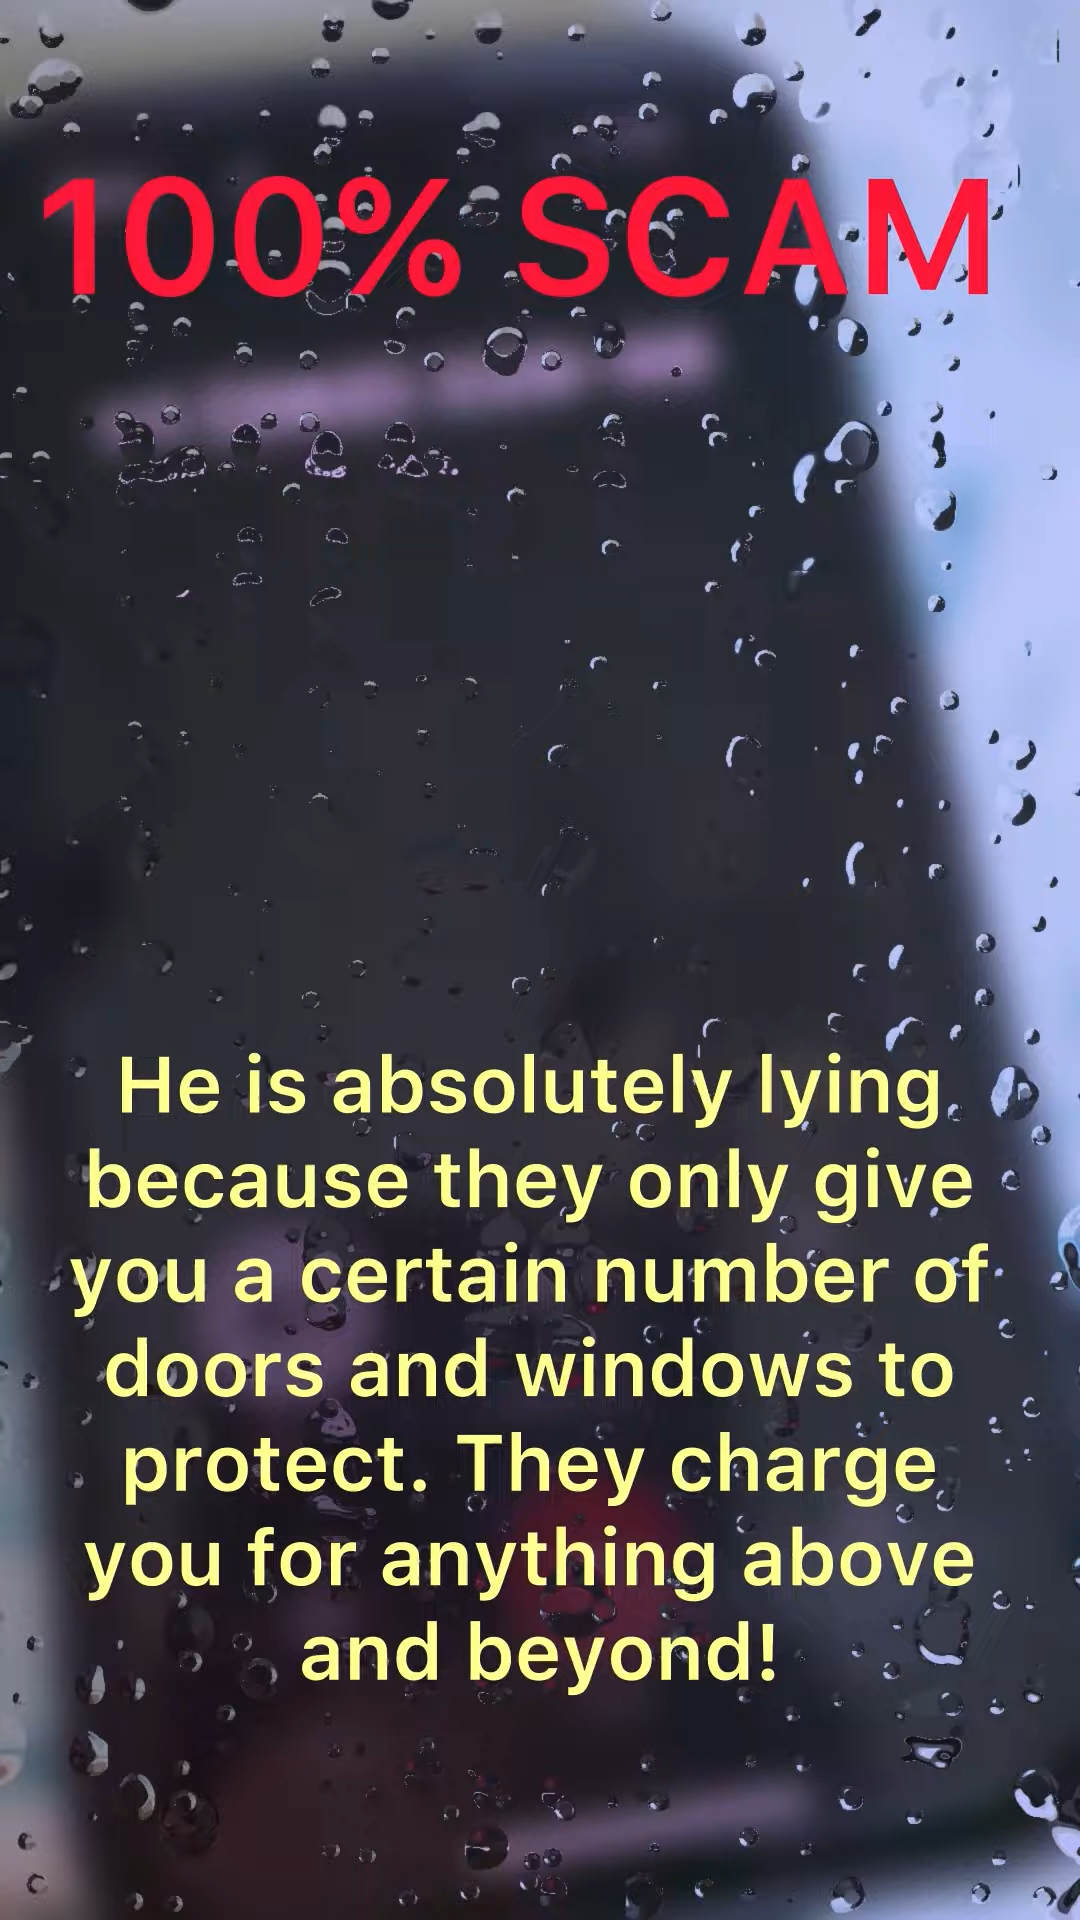 100% SCAM
He is absolutely lying
because they only give
you a certain number of
doors and windows to
protect. They charge
you for anything above
and beyond!